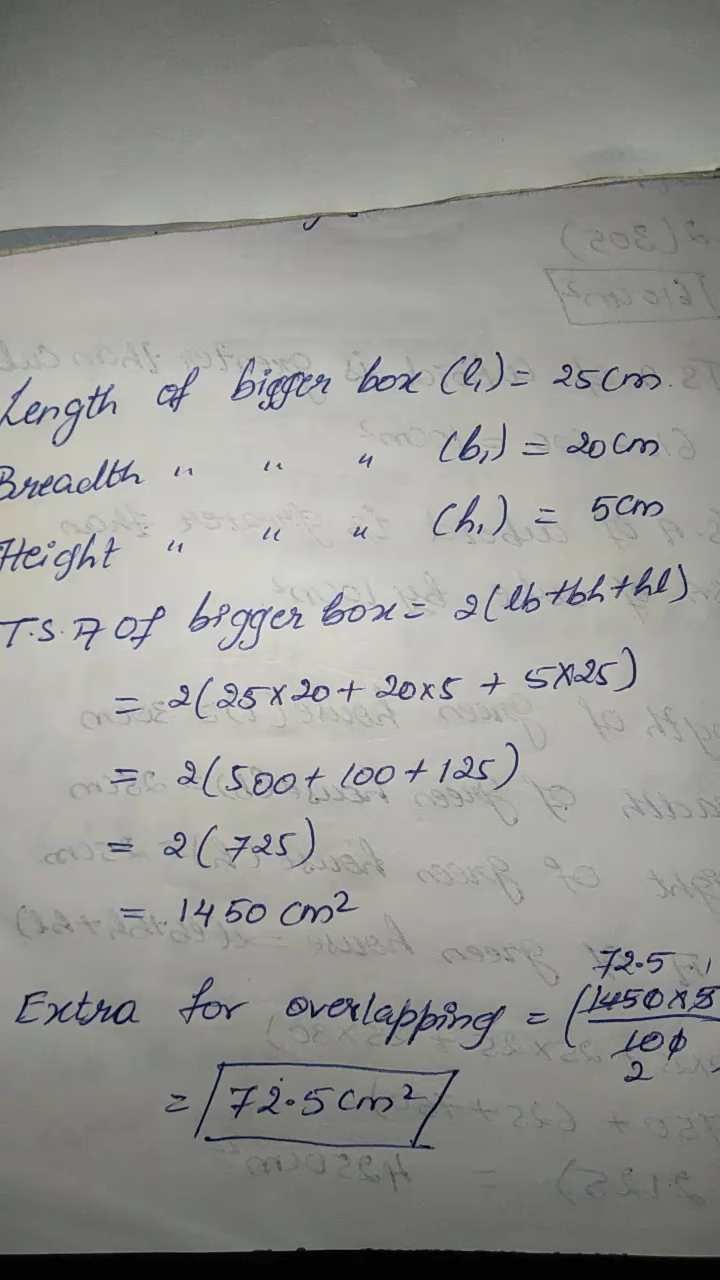 Length of bigger box (l₁) = 25cm.
Breadth " " " (b₁) = 20cm
Height " " " (h₁) = 5cm
T.S.A Of bigger box = 2(lb+bh+hl)
= 2(25×20+ 20×5 + 5×25)
= 2(500+ 100+125)
= 2(725)
= 1450 cm²
72.5 1
Extra for overlapping = (1450×5
100
2
= 72.5cm²